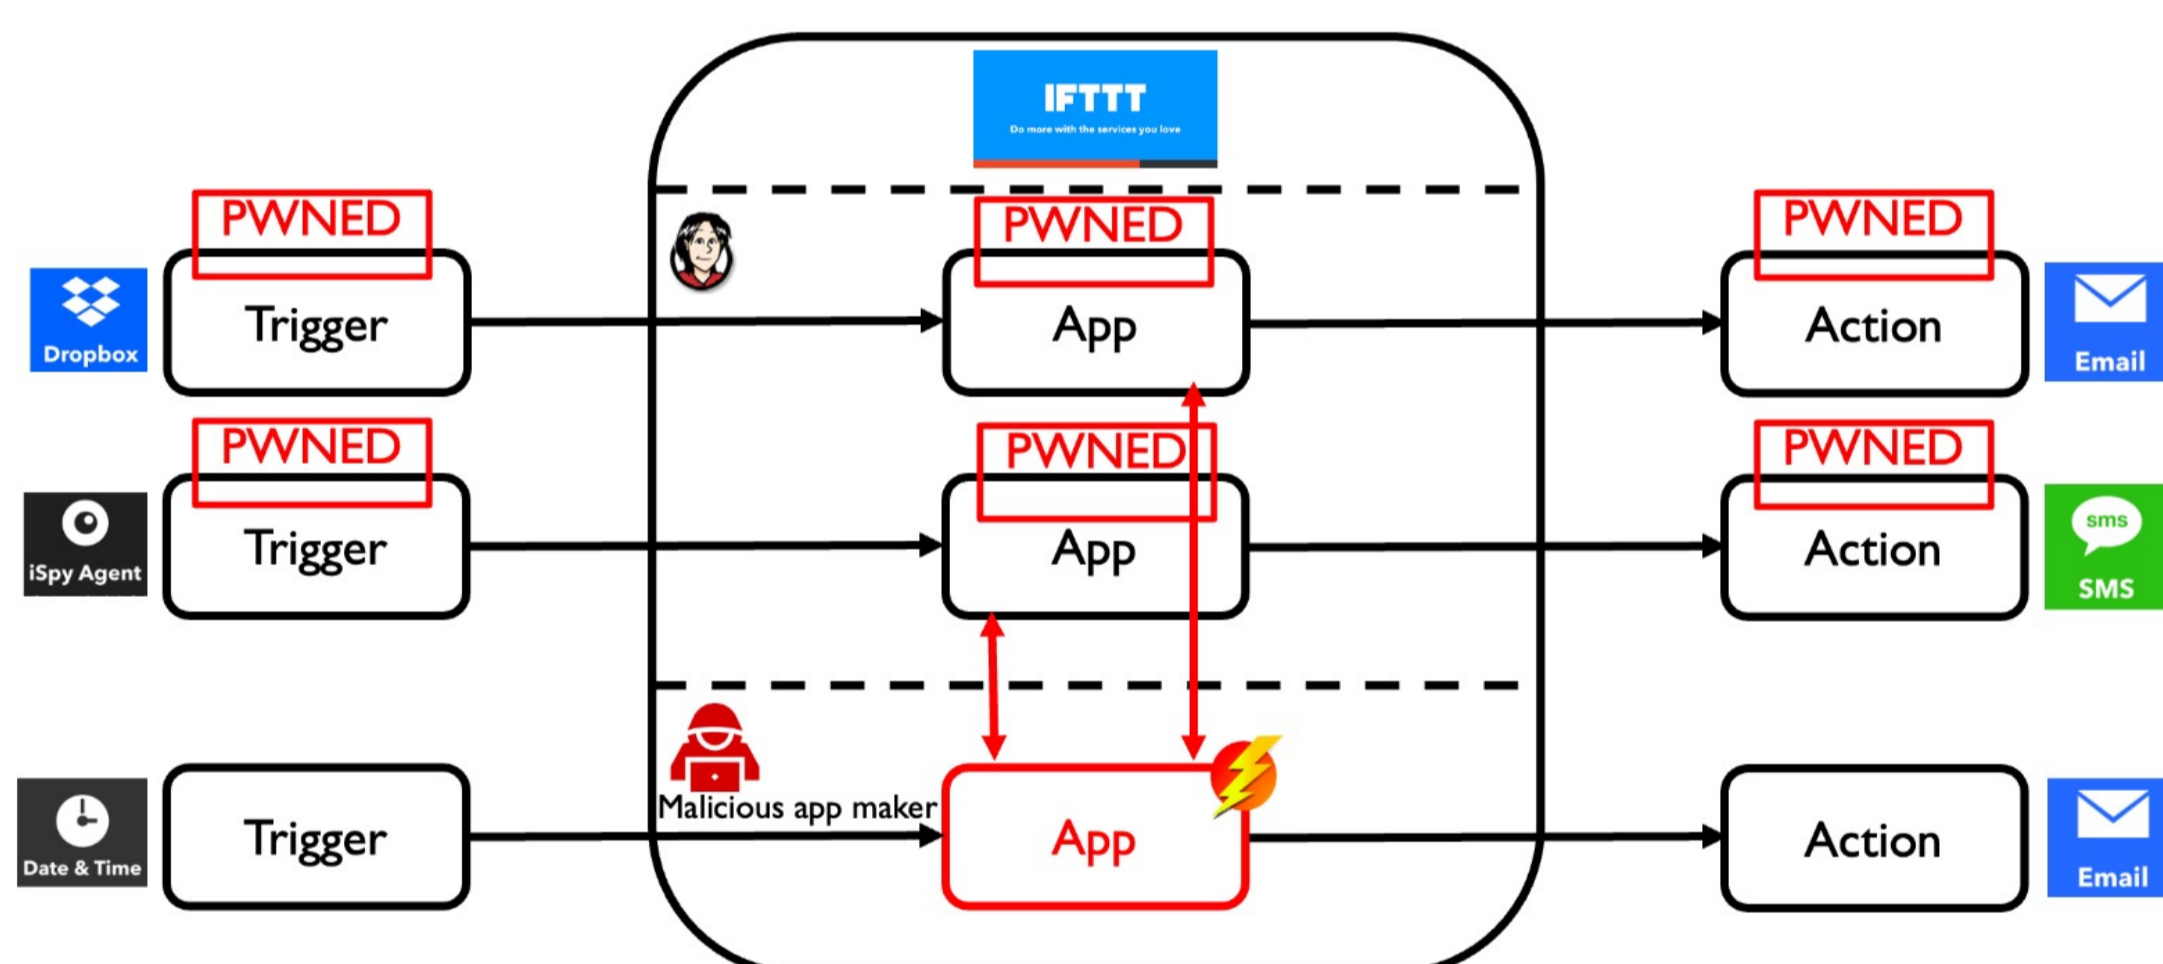 IFTTT
Do more with the services you love
PWNED
PWNED
PWNED
Trigger
App
Action
Dropbox
Email
PWNED
PWNED
PWNED
Trigger
App
Action
iSpy Agent
sms
SMS
Malicious app maker
Trigger
App
Action
Date & Time
Email